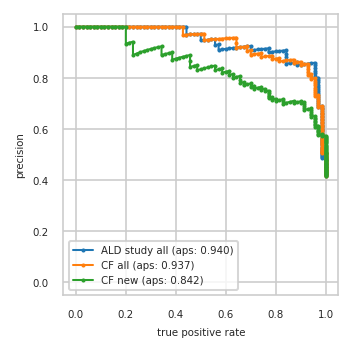 1.0
0.8
0.6
0.4
0.2
0.0
precision
ALD study all (aps: 0.940)
CF all (aps: 0.937)
CF new (aps: 0.842)
0.0 0.2 0.4 0.6 0.8 1.0
true positive rate